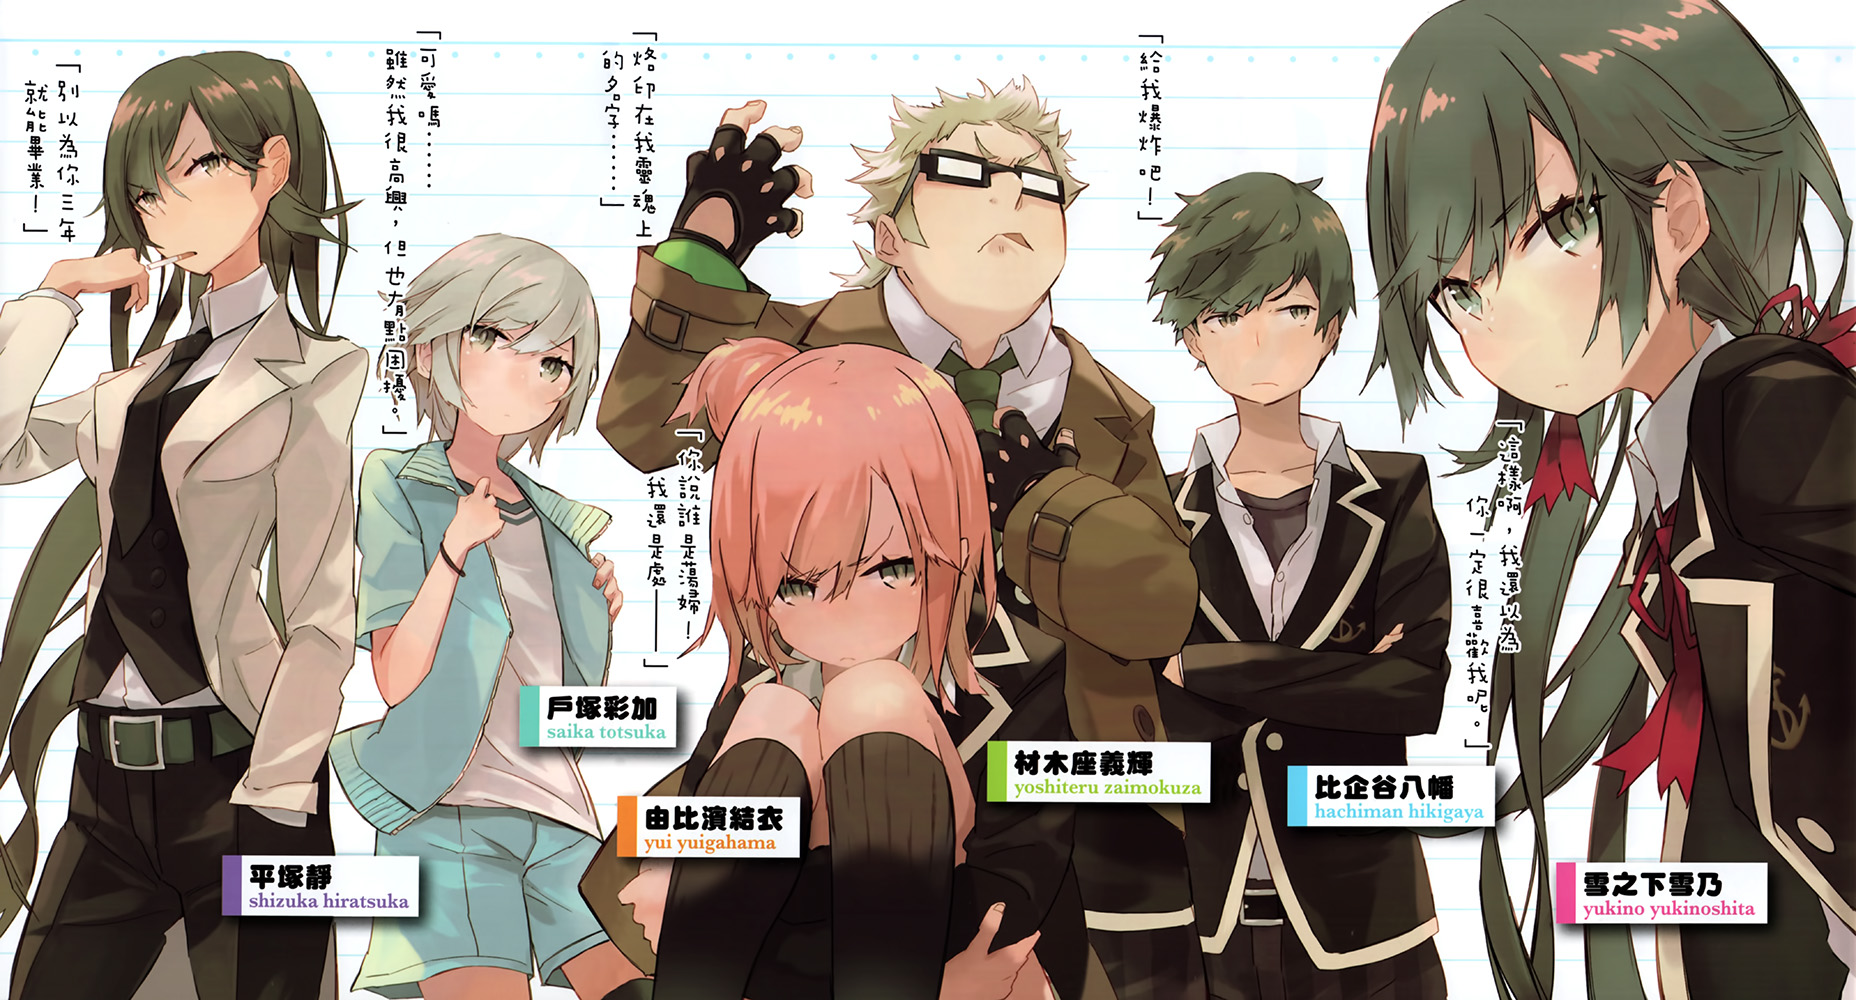 「給我爆炸吧!」
「這樣啊,我還以為
你一定很喜歡我呢。」
「烙印在我靈魂上
的名字……」
「你說誰是蕩婦!
我還是處——」
「可愛嗎……
雖然我很高興,但也有點困擾。」
「別以為你三年
就能畢業!」
雪之下雪乃
yukino yukinoshita
比企谷八幡
hachiman hikigaya
材木座義輝
yoshiteru zaimokuza
由比濱結衣
yui yuigahama
戶塚彩加
saika totsuka
平塚靜
shizuka hiratsuka